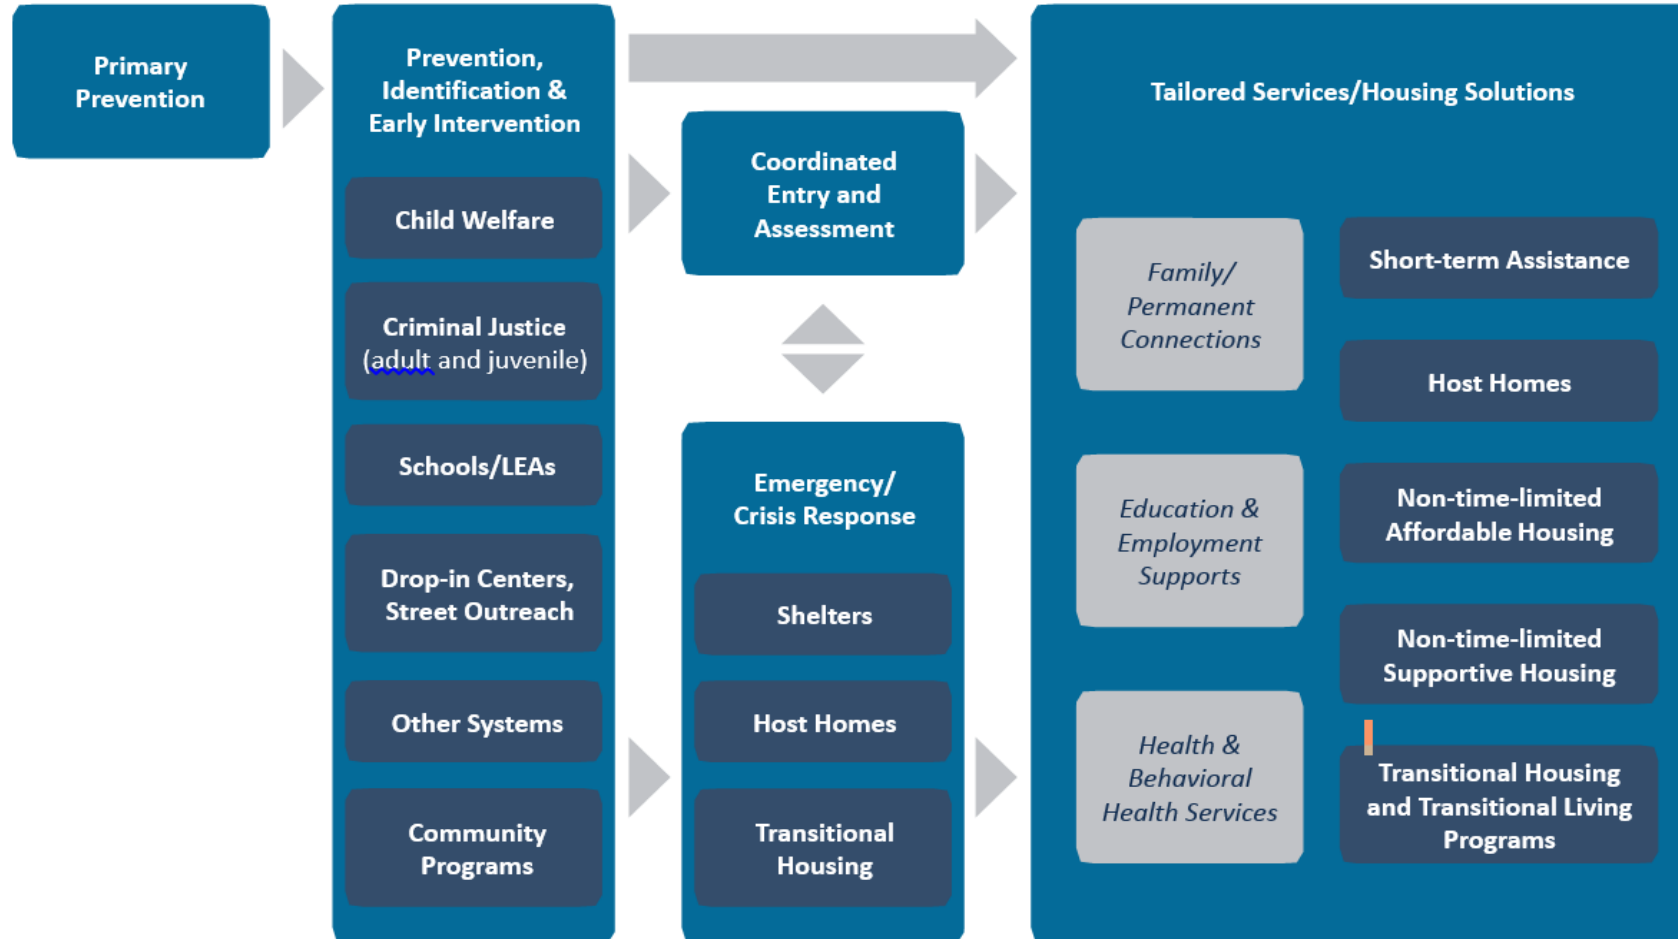 Primary
Prevention
Prevention,
Identification &
Early Intervention
Child Welfare
Criminal Justice
(adult and juvenile)
Schools/LEAs
Drop-in Centers,
Street Outreach
Other Systems
Community
Programs
Coordinated
Entry and
Assessment
Emergency/
Crisis Response
Shelters
Host Homes
Transitional
Housing
Tailored Services/Housing Solutions
Family/
Permanent
Connections
Education &
Employment
Supports
Health &
Behavioral
Health Services
Short-term Assistance
Host Homes
Non-time-limited
Affordable Housing
Non-time-limited
Supportive Housing
Transitional Housing
and Transitional Living
Programs